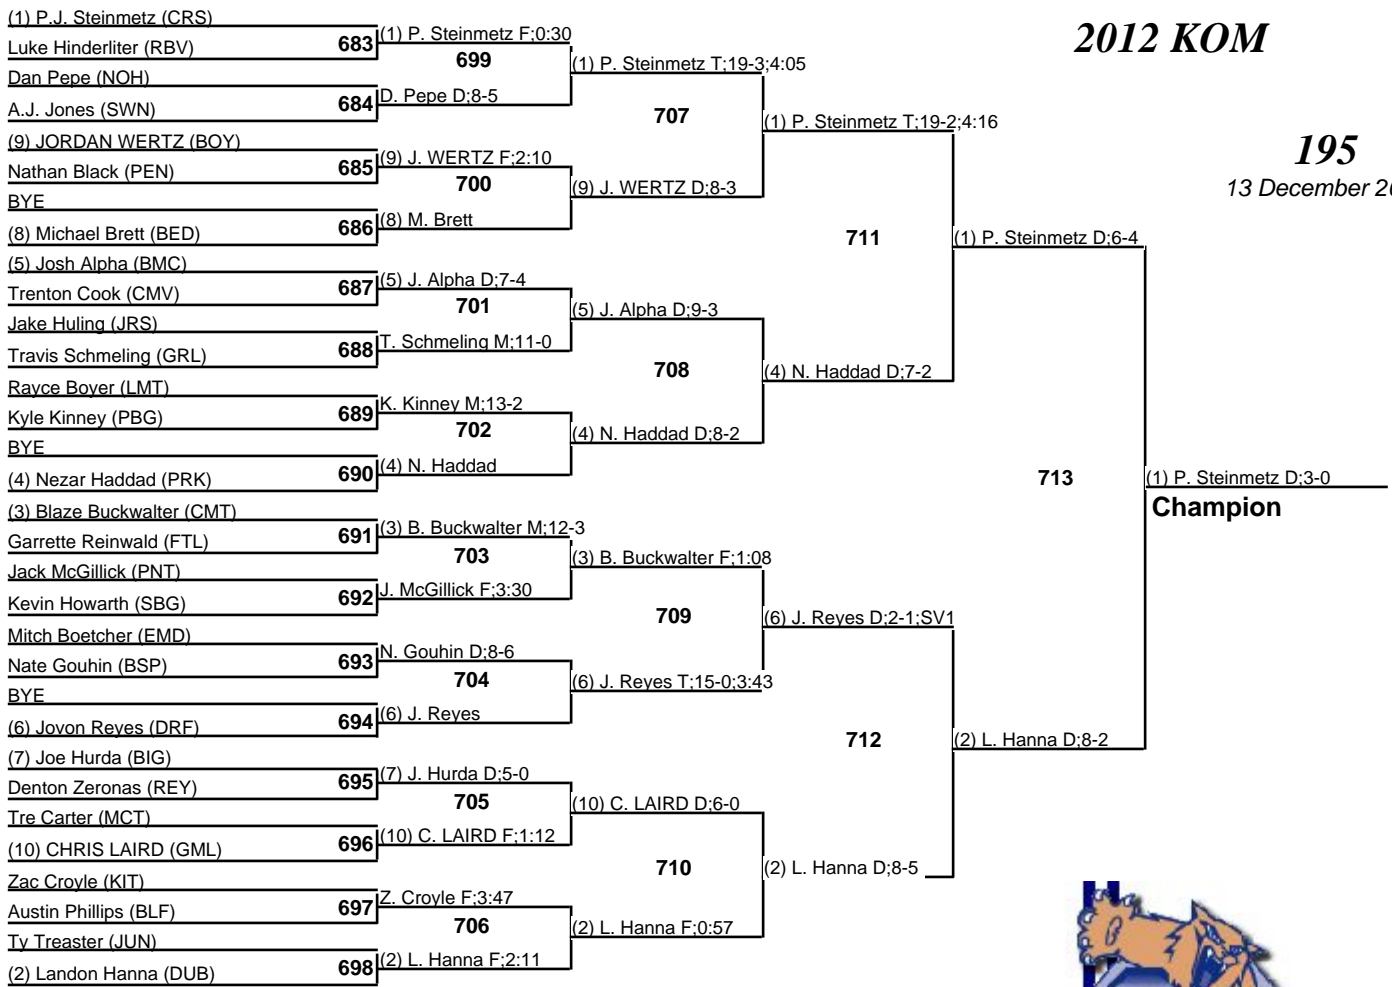 2012 KOM
195
13 December 20
(1) P.J. Steinmetz (CRS)
Luke Hinderliter (RBV)
Dan Pepe (NOH)
A.J. Jones (SWN)
(9) JORDAN WERTZ (BOY)
Nathan Black (PEN)
BYE
(8) Michael Brett (BED)
(5) Josh Alpha (BMC)
Trenton Cook (CMV)
Jake Huling (JRS)
Travis Schmeling (GRL)
Rayce Boyer (LMT)
Kyle Kinney (PBG)
BYE
(4) Nezar Haddad (PRK)
(3) Blaze Buckwalter (CMT)
Garrette Reinwald (FTL)
Jack McGillick (PNT)
Kevin Howarth (SBG)
Mitch Boetcher (EMD)
Nate Gouhin (BSP)
BYE
(6) Jovon Reyes (DRF)
(7) Joe Hurda (BIG)
Denton Zeronas (REY)
Tre Carter (MCT)
(10) CHRIS LAIRD (GML)
Zac Croyle (KIT)
Austin Phillips (BLF)
Ty Treaster (JUN)
(2) Landon Hanna (DUB)
683
684
685
686
687
688
689
690
691
692
693
694
695
696
697
698
(1) P. Steinmetz F;0:30
699
D. Pepe D;8-5
(9) J. WERTZ F;2:10
700
(8) M. Brett
(5) J. Alpha D;7-4
701
T. Schmeling M;11-0
K. Kinney M;13-2
702
(4) N. Haddad
(3) B. Buckwalter M;12-3
703
J. McGillick F;3:30
N. Gouhin D;8-6
704
(6) J. Reyes
(7) J. Hurda D;5-0
705
(10) C. LAIRD F;1:12
Z. Croyle F;3:47
706
(2) L. Hanna F;2:11
(1) P. Steinmetz T;19-3;4:05
707
(9) J. WERTZ D;8-3
(5) J. Alpha D;9-3
708
(4) N. Haddad D;8-2
(3) B. Buckwalter F;1:08
709
(6) J. Reyes T;15-0;3:43
(10) C. LAIRD D;6-0
710
(2) L. Hanna F;0:57
(1) P. Steinmetz T;19-2;4:16
711
(4) N. Haddad D;7-2
(6) J. Reyes D;2-1;SV1
712
(2) L. Hanna D;8-5
(1) P. Steinmetz D;6-4
713
(2) L. Hanna D;8-2
(1) P. Steinmetz D;3-0
Champion